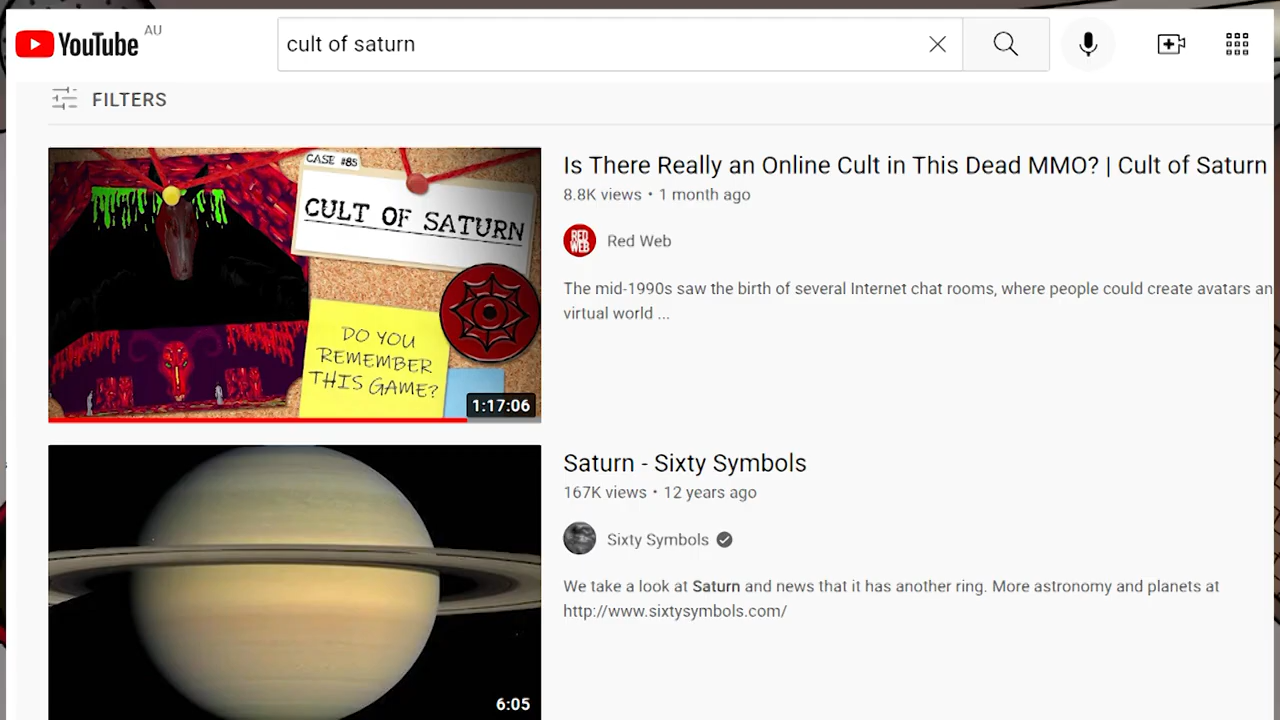 YouTube AU
cult of saturn
FILTERS
CASE #85
CULT OF SATURN
DO YOU
REMEMBER
THIS GAME?
1:17:06
Is There Really an Online Cult in This Dead MMO? | Cult of Saturn
8.8K views • 1 month ago
RED
WEB
Red Web
The mid-1990s saw the birth of several Internet chat rooms, where people could create avatars an
virtual world ...
6:05
Saturn - Sixty Symbols
167K views • 12 years ago
Sixty Symbols
We take a look at Saturn and news that it has another ring. More astronomy and planets at
http://www.sixtysymbols.com/